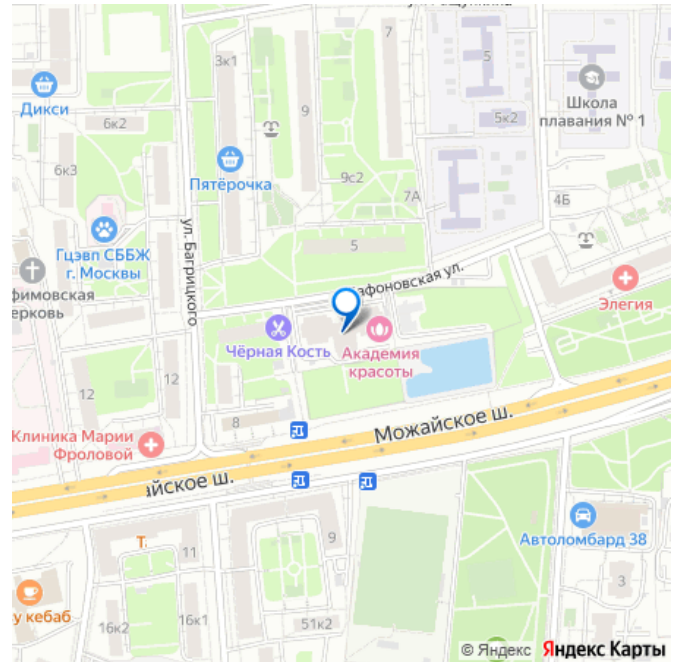 7
3к1
5
Дикси
Школа
плавания № 1
6к2
9
5к2
6к3
Пятёрочка
9с2
7А
4Б
ул. Багрицкого
Гцэвп СББЖ
г. Москвы
5
фимовская
ерковь
афоновская ул.
Элегия
Чёрная Кость
Академия
красоты
12
12
8
Можайское ш.
Клиника Марии
Фроловой
айское ш.
Т
11
9
Автоломбард 38
3
у кебаб
16к2
16к1
51к2
© Яндекс Яндекс Карты